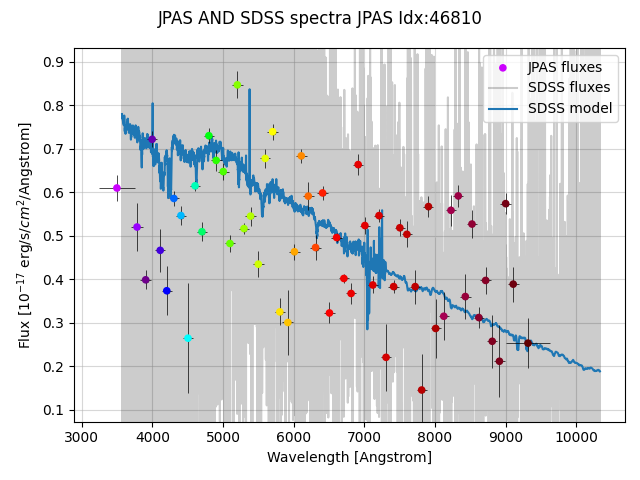 JPAS AND SDSS spectra JPAS Idx:46810
JPAS fluxes
SDSS fluxes
SDSS model
Flux [10^{-17} erg/s/cm^2/Angstrom]
0.9
0.8
0.7
0.6
0.5
0.4
0.3
0.2
0.1
3000 4000 5000 6000 7000 8000 9000 10000
Wavelength [Angstrom]